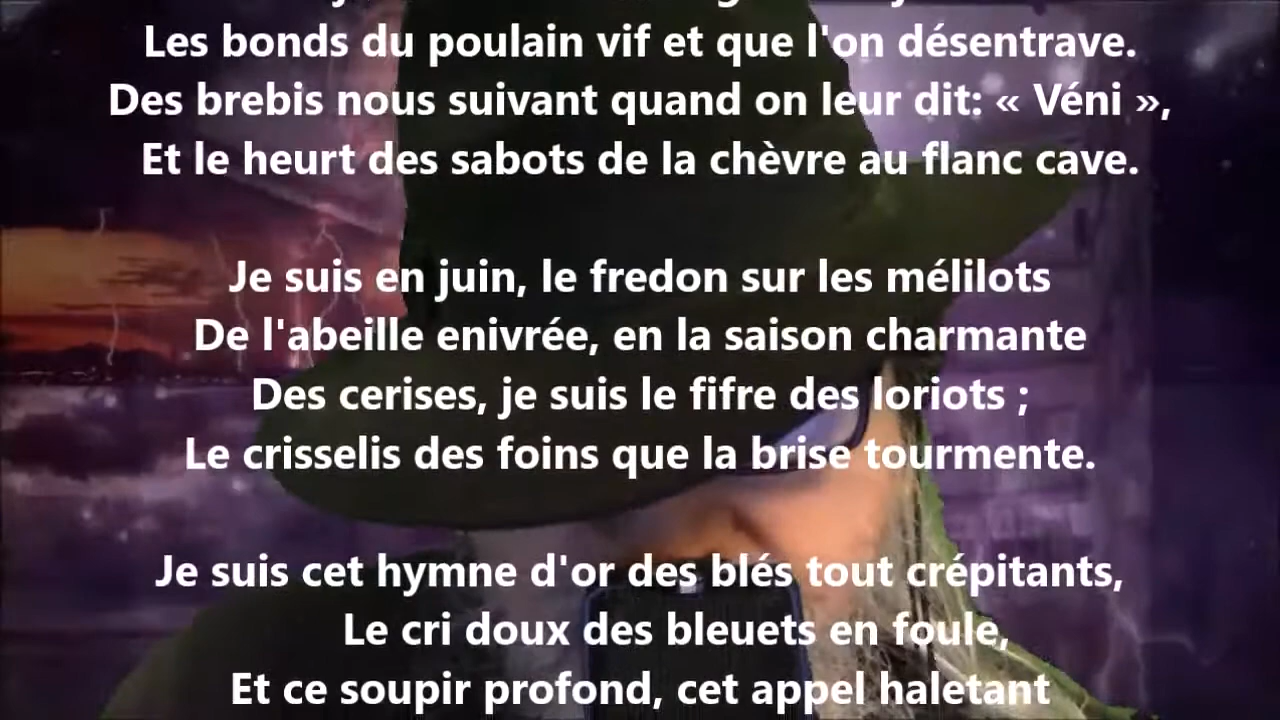 Les bonds du poulain vif et que l'on désentrave.
Des brebis nous suivant quand on leur dit: « Véni »,
Et le heurt des sabots de la chèvre au flanc cave.
Je suis en juin, le fredon sur les mélilots
De l'abeille enivrée, en la saison charmante
Des cerises, je suis le fifre des loriots ;
Le crisselis des foins que la brise tourmente.
Je suis cet hymne d'or des blés tout crépitants,
Le cri doux des bleuets en foule,
Et ce soupir profond, cet appel haletant